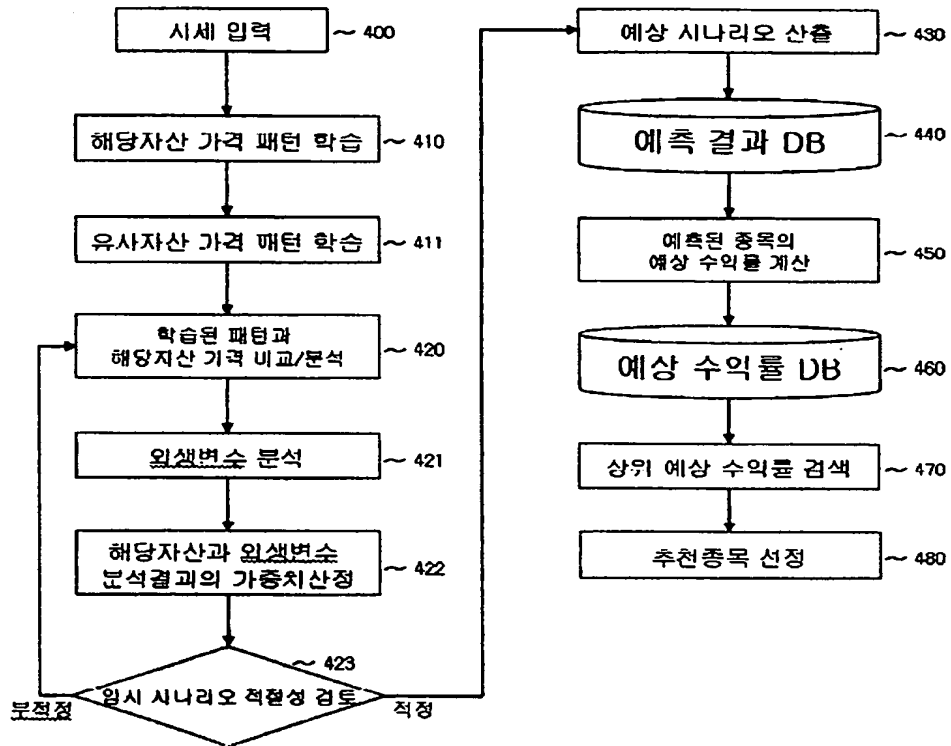 시세 입력 ~ 400
해당자산 가격 패턴 학습 ~ 410
유사자산 가격 패턴 학습 ~ 411
학습된 패턴과
해당자산 가격 비교/분석 ~ 420
외생변수 분석 ~ 421
해당자산과 외생변수
분석결과의 가중치산정 ~ 422
~ 423
임시 시나리오 적절성 검토
부적정
적정
예상 시나리오 산출 ~ 430
예측 결과 DB ~ 440
예측된 종목의
예상 수익률 계산 ~ 450
예상 수익률 DB ~ 460
상위 예상 수익률 검색 ~ 470
추천종목 선정 ~ 480